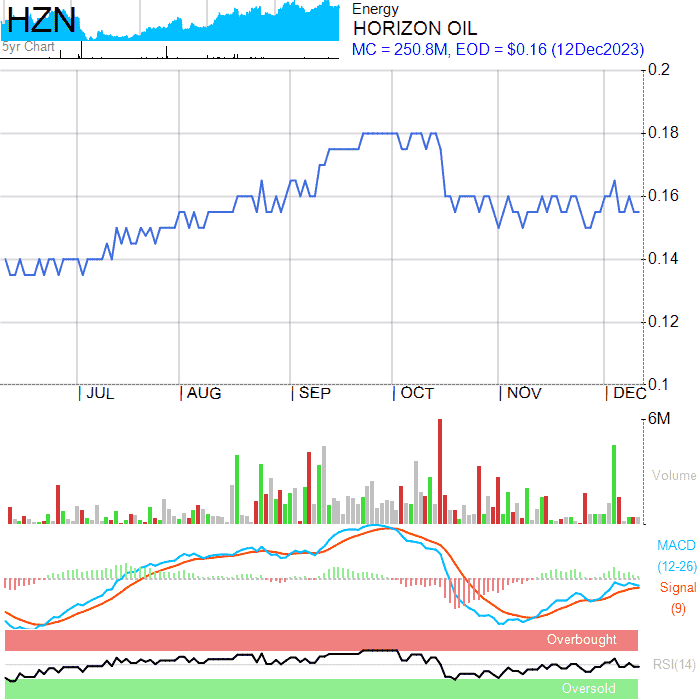 HZN
5yr Chart
Energy
HORIZON OIL
MC = 250.8M, EOD = $0.16 (12Dec2023)
0.2
0.18
0.16
0.14
0.12
0.1
| JUL | AUG | SEP | OCT | NOV | DEC
6M
Volume
MACD
(12-26)
Signal
(9)
Overbought
RSI(14)
Oversold